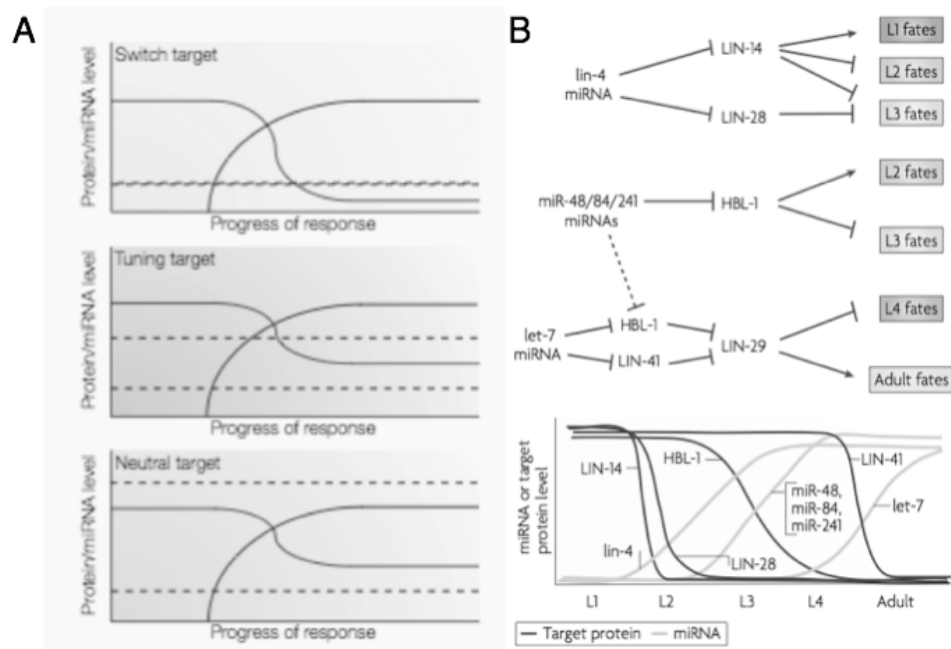 A
Switch target
Protein/miRNA level
Progress of response
Tuning target
Protein/miRNA level
Progress of response
Neutral target
Protein/miRNA level
Progress of response
B
lin-4
miRNA
LIN-14
LIN-28
L1 fates
L2 fates
L3 fates
miR-48/84/241
miRNAs
HBL-1
L2 fates
L3 fates
let-7
miRNA
HBL-1
LIN-41
LIN-29
L4 fates
Adult fates
miRNA or target
protein level
LIN-14
HBL-1
LIN-41
miR-48,
miR-84,
miR-241
let-7
lin-4
LIN-28
L1 L2 L3 L4 Adult
Target protein miRNA